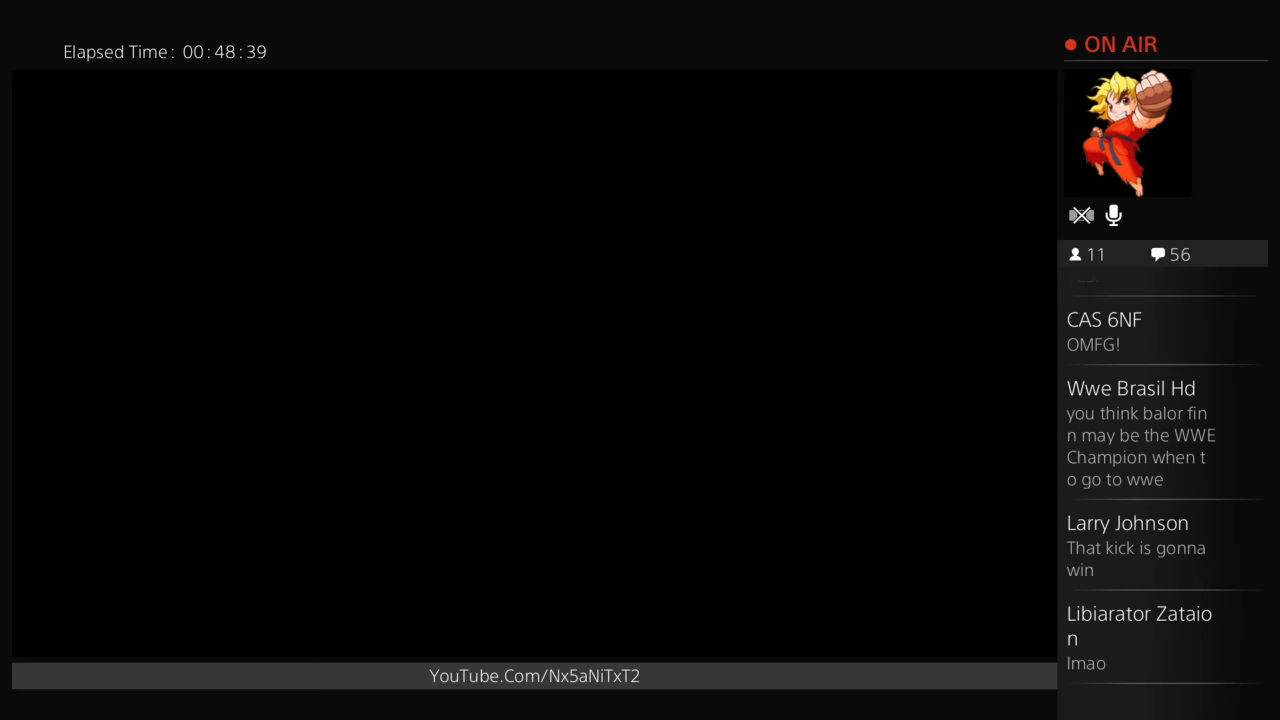 Elapsed Time: 00:48:39
ON AIR
11
56
CAS 6NF
OMFG!
Wwe Brasil Hd
you think balor fin
n may be the WWE
Champion when t
o go to wwe
Larry Johnson
That kick is gonna
win
Libiarator Zataio
n
lmao
YouTube.Com/Nx5aNiTxT2